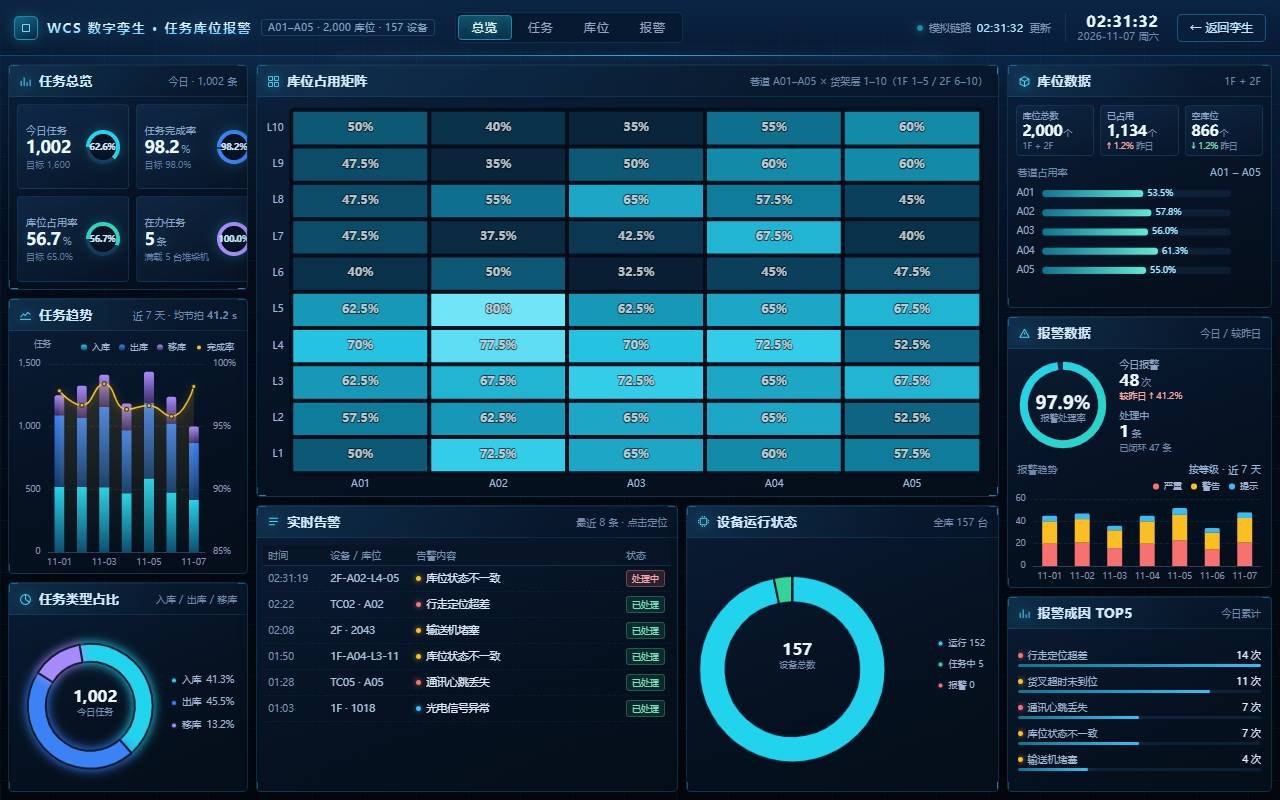 WCS 数字孪生 · 任务库位报警
A01–A05 · 2,000 库位 · 157 设备
总览 任务 库位 报警
模拟链路 02:31:32 更新
02:31:32
2026-11-07 周六
← 返回孪生
任务总览
今日 · 1,002 条
今日任务
1,002
目标 1,600
62.6%
任务完成率
98.2 %
目标 98.0%
98.2%
库位占用率
56.7 %
目标 65.0%
56.7%
在办任务
5 条
满载 5 台堆垛机
100.0%
任务趋势
近 7 天 · 均节拍 41.2 s
任务
入库 出库 移库 完成率
1,500 100%
1,000 95%
500 90%
0 85%
11-01 11-03 11-05 11-07
任务类型占比
入库 / 出库 / 移库
1,002
今日任务
入库 41.3%
出库 45.5%
移库 13.2%
库位占用矩阵
巷道 A01–A05 × 货架层 1–10（1F 1–5 / 2F 6–10）
L10 50% 40% 35% 55% 60%
L9 47.5% 35% 50% 60% 60%
L8 47.5% 55% 65% 57.5% 45%
L7 47.5% 37.5% 42.5% 67.5% 40%
L6 40% 50% 32.5% 45% 47.5%
L5 62.5% 80% 62.5% 65% 67.5%
L4 70% 77.5% 70% 72.5% 52.5%
L3 62.5% 67.5% 72.5% 65% 67.5%
L2 57.5% 62.5% 65% 65% 52.5%
L1 50% 72.5% 65% 60% 57.5%
A01 A02 A03 A04 A05
实时告警
最近 8 条 · 点击定位
时间 设备 / 库位 告警内容 状态
02:31:19 2F-A02-L4-05 库位状态不一致 处理中
02:22 TC02 · A02 行走定位超差 已处理
02:08 2F · 2043 输送机堵塞 已处理
01:50 1F-A04-L3-11 库位状态不一致 已处理
01:28 TC05 · A05 通讯心跳丢失 已处理
01:03 1F · 1018 光电信号异常 已处理
设备运行状态
全库 157 台
157
设备总数
运行 152
任务中 5
报警 0
库位数据
1F + 2F
库位总数
2,000 个
1F + 2F
已占用
1,134 个
↑ 1.2% 昨日
空库位
866 个
↓ 1.2% 昨日
巷道占用率
A01 – A05
A01 53.5%
A02 57.8%
A03 56.0%
A04 61.3%
A05 55.0%
报警数据
今日 / 较昨日
97.9%
报警处理率
今日报警
48 次
较昨日 ↑ 41.2%
处理中
1 条
已闭环 47 条
报警趋势
按等级 · 近 7 天
严重 警告 提示
60
40
20
0
11-01 11-02 11-03 11-04 11-05 11-06 11-07
报警成因 TOP5
今日累计
行走定位超差 14 次
货叉超时未到位 11 次
通讯心跳丢失 7 次
库位状态不一致 7 次
输送机堵塞 4 次